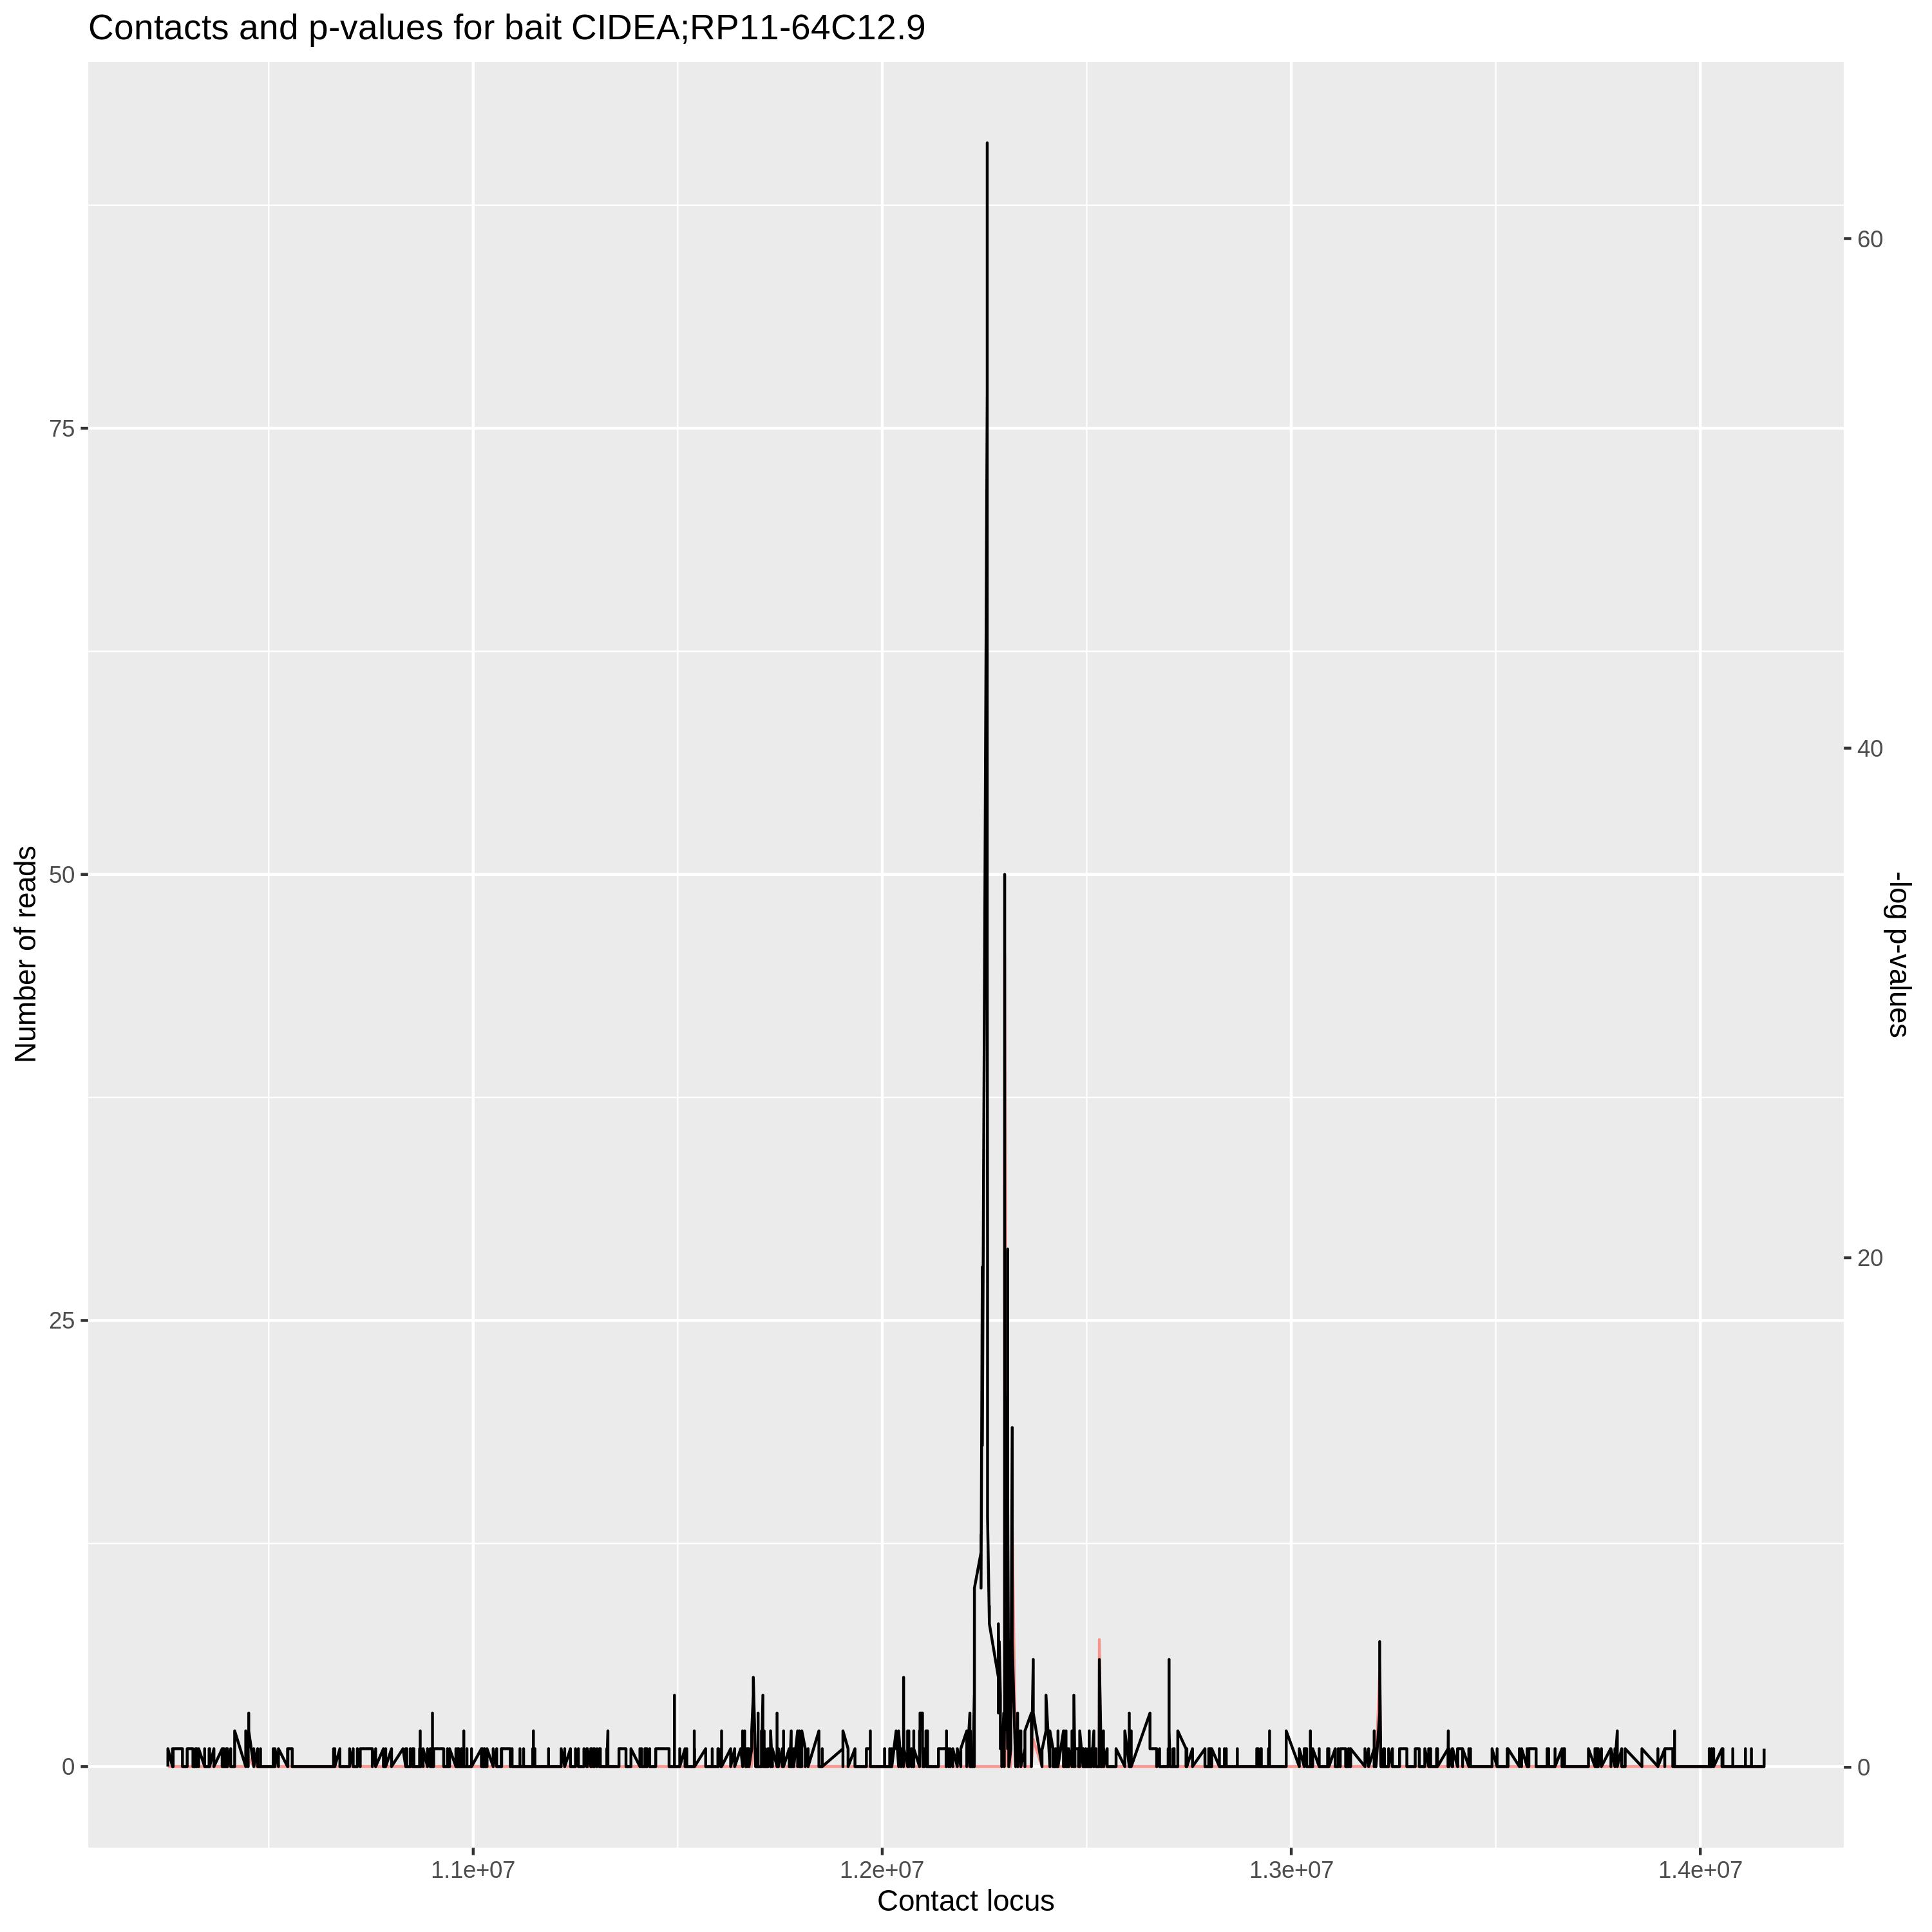 Contacts and p-values for bait CIDEA;RP11-64C12.9
Number of reads
75
50
25
0
60
40
20
0
-log p-values
1.1e+07 1.2e+07 1.3e+07 1.4e+07
Contact locus